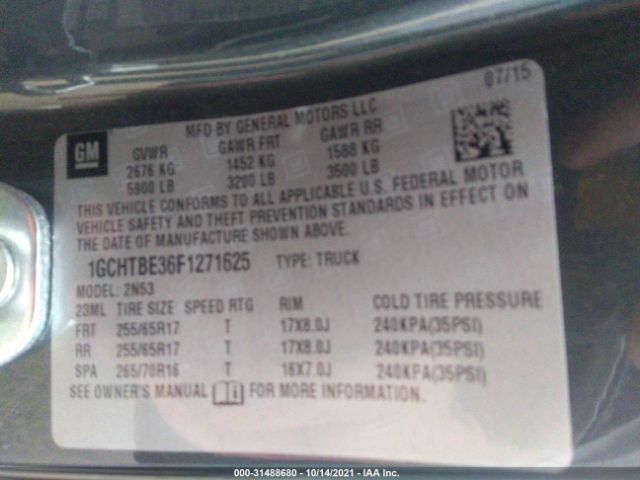 07/15
MFD BY GENERAL MOTORS LLC
GM
GVWR GAWR FRT GAWR RR
2676 KG 1452 KG 1588 KG
5900 LB 3200 LB 3500 LB
THIS VEHICLE CONFORMS TO ALL APPLICABLE U.S. FEDERAL MOTOR
VEHICLE SAFETY AND THEFT PREVENTION STANDARDS IN EFFECT ON
THE DATE OF MANUFACTURE SHOWN ABOVE.
1GCHTBE36F1271625 TYPE: TRUCK
MODEL: 2N53
23ML TIRE SIZE SPEED RTG RIM COLD TIRE PRESSURE
FRT 255/65R17 T 17X8.0J 240KPA(35PSI)
RR 255/65R17 T 17X8.0J 240KPA(35PSI)
SPA 265/70R16 T 16X7.0J 240KPA(35PSI)
SEE OWNER'S MANUAL FOR MORE INFORMATION.
000-31488680 - 10/14/2021 - IAA Inc.